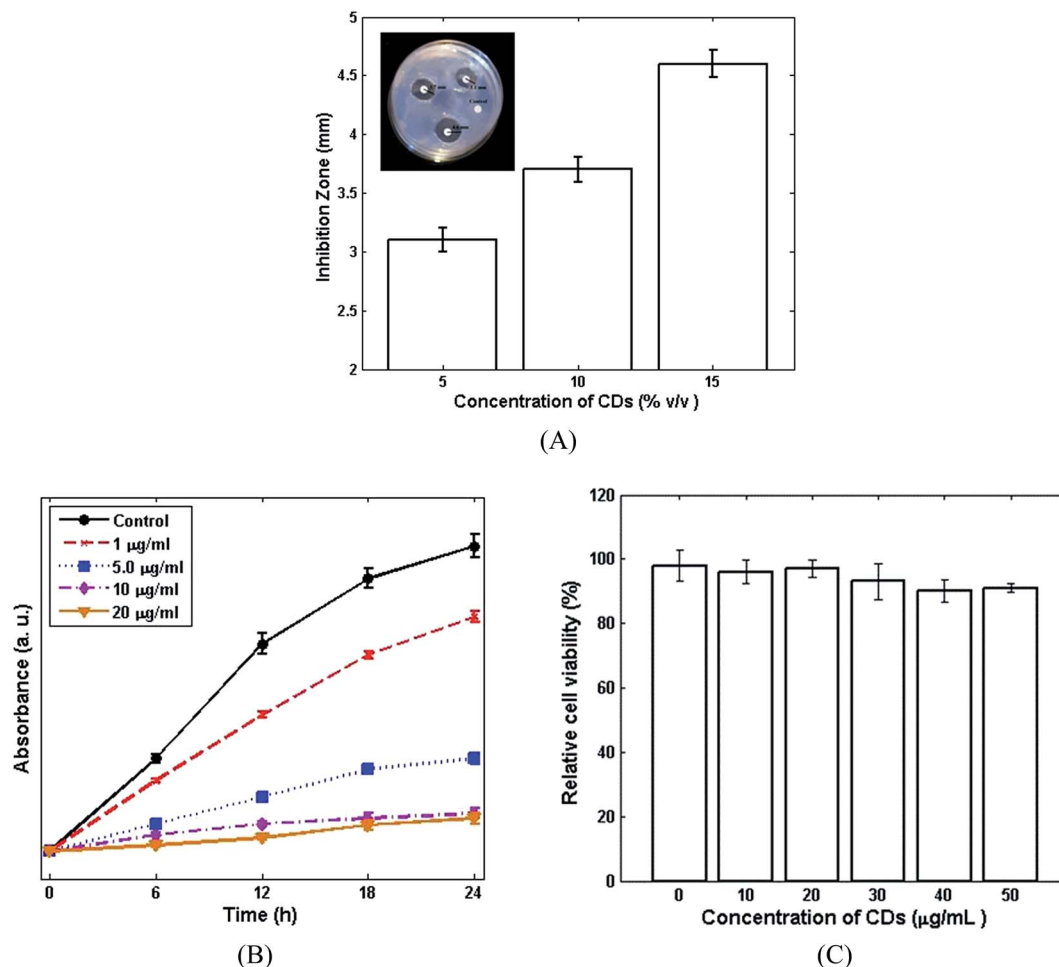 Inhibition Zone (mm)
5
4.5
4
3.5
3
2.5
2
Control
5 10 15
Concentration of CDs (% v/v )
(A)
Absorbance (a. u.)
Control
1 µg/ml
5.0 µg/ml
10 µg/ml
20 µg/ml
0 6 12 18 24
Time (h)
(B)
Relative cell viability (%)
120
100
80
60
40
20
0
0 10 20 30 40 50
Concentration of CDs (µg/mL )
(C)